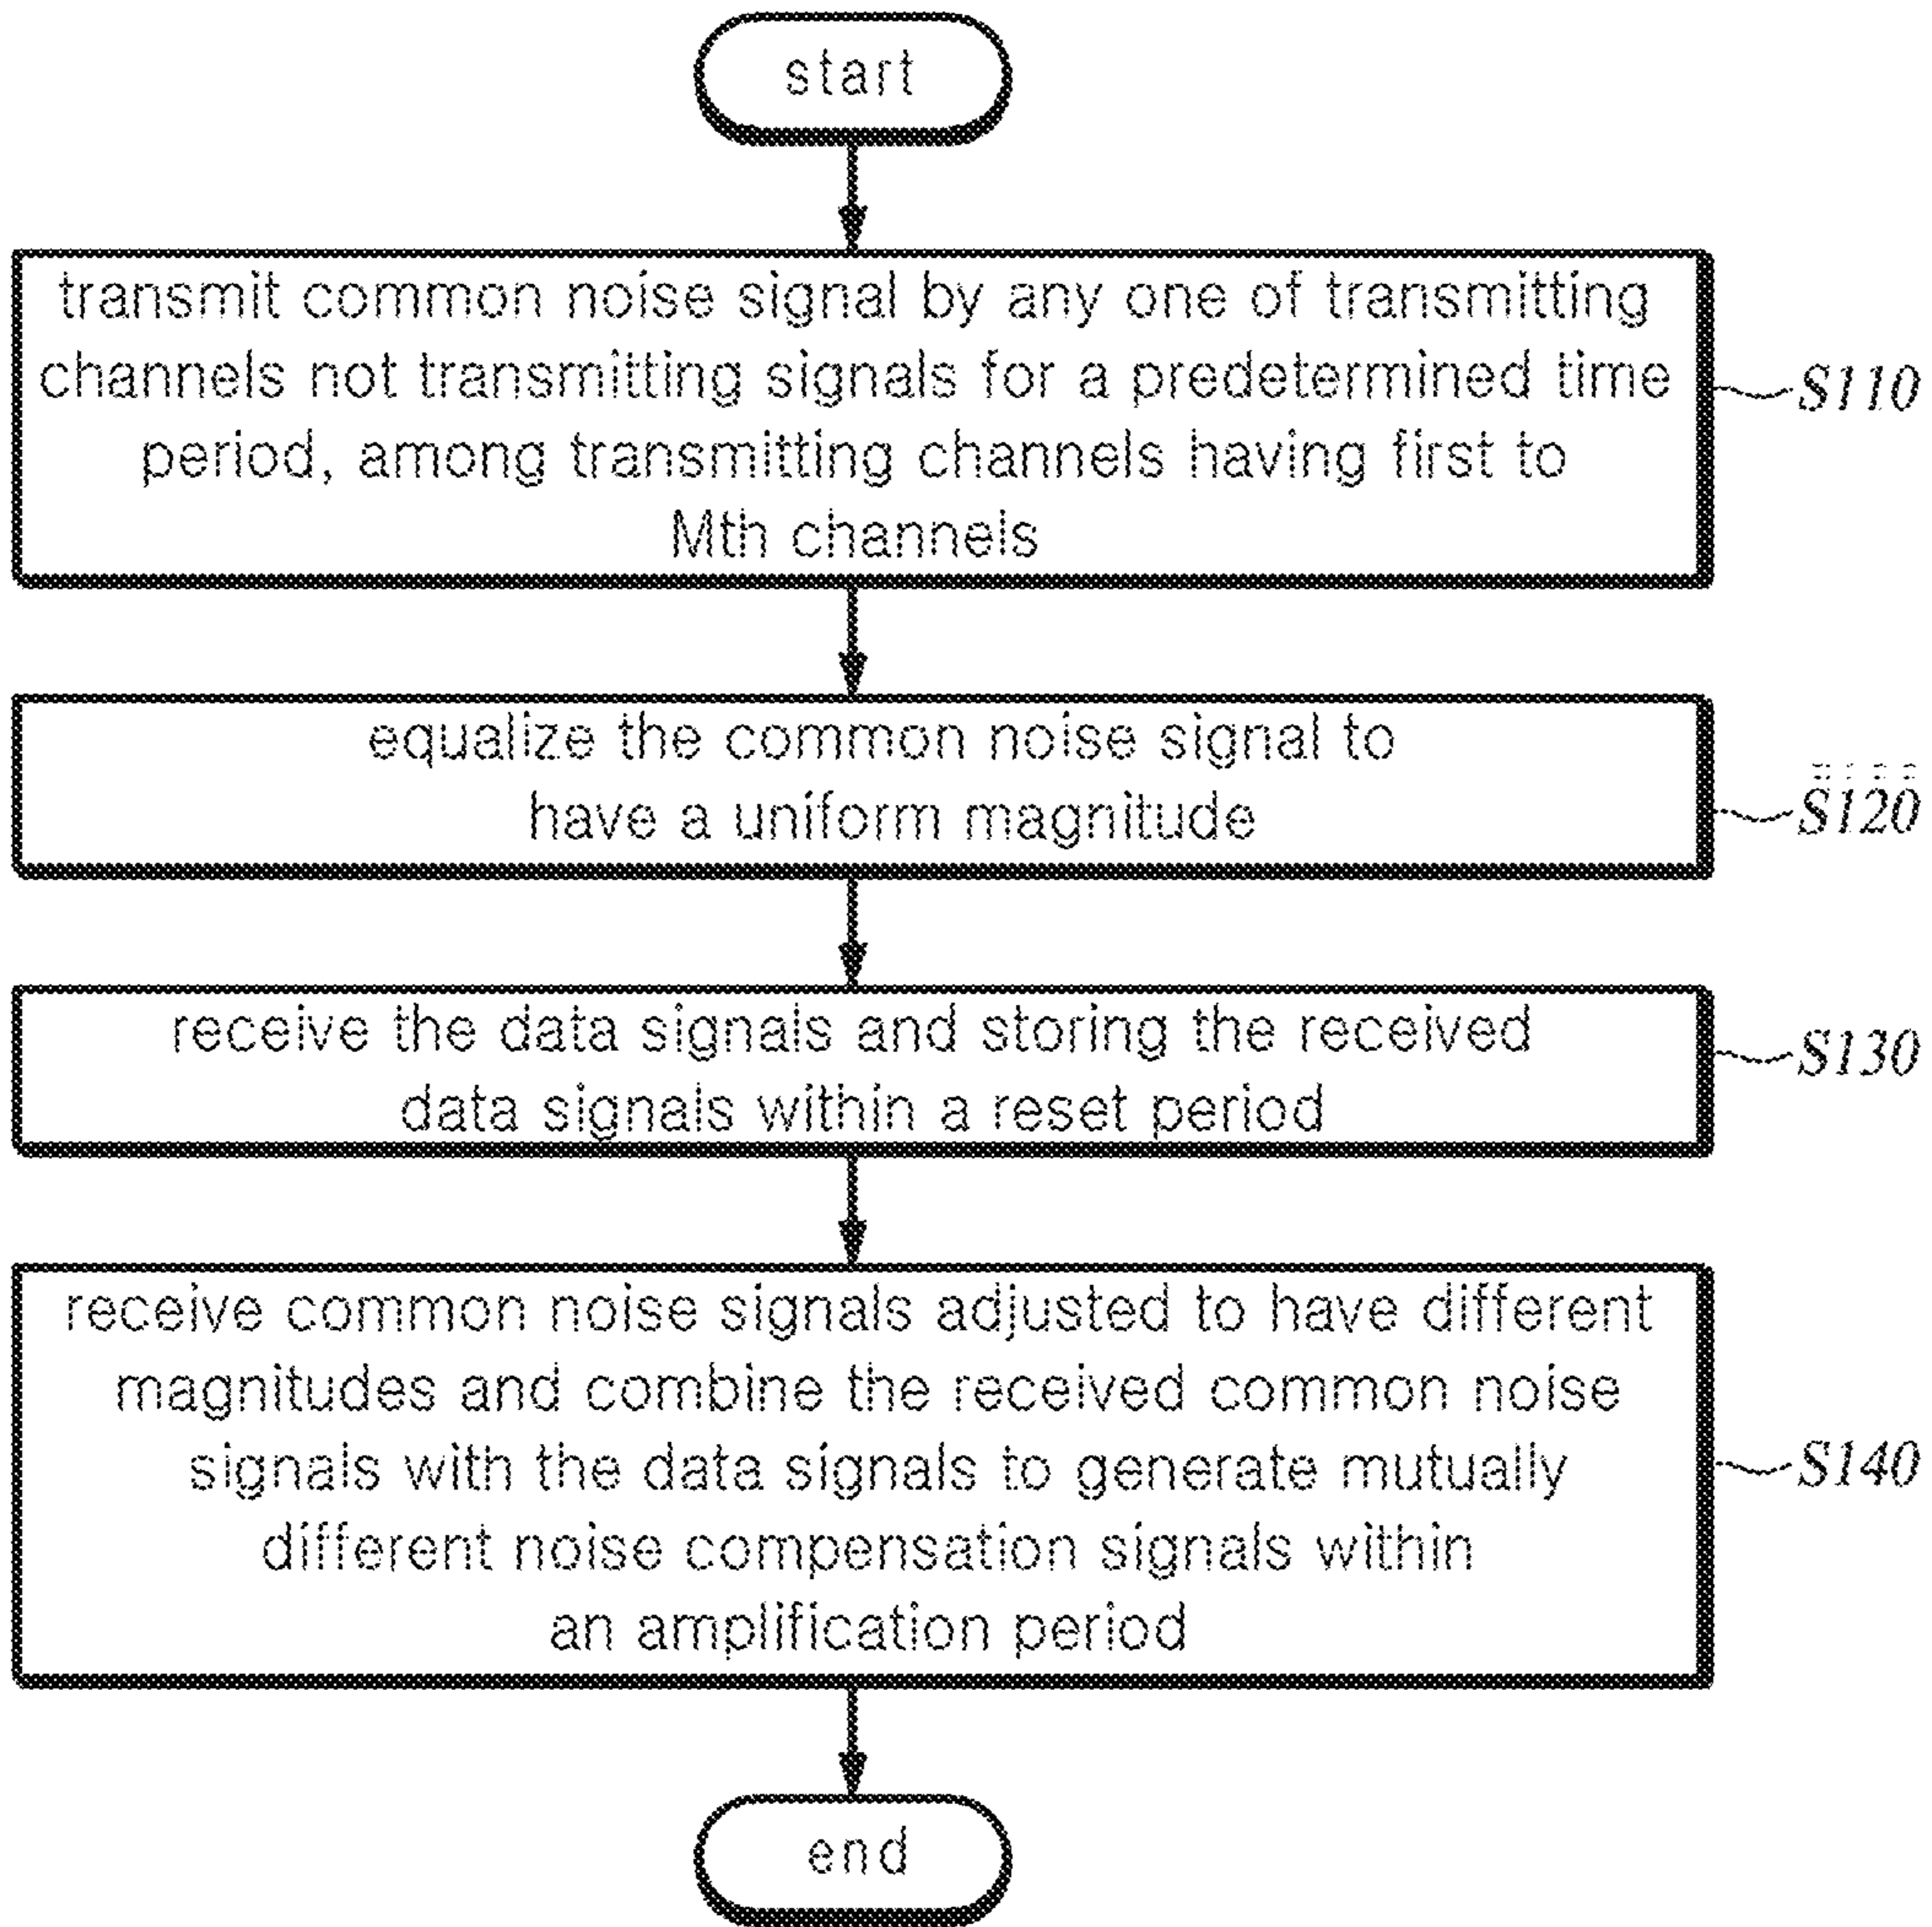 start
transmit common noise signal by any one of transmitting
channels not transmitting signals for a predetermined time
period, among transmitting channels having first to
Mth channels
S110
equalize the common noise signal to
have a uniform magnitude
S120
receive the data signals and storing the received
data signals within a reset period
S130
receive common noise signals adjusted to have different
magnitudes and combine the received common noise
signals with the data signals to generate mutually
different noise compensation signals within
an amplification period
S140
end